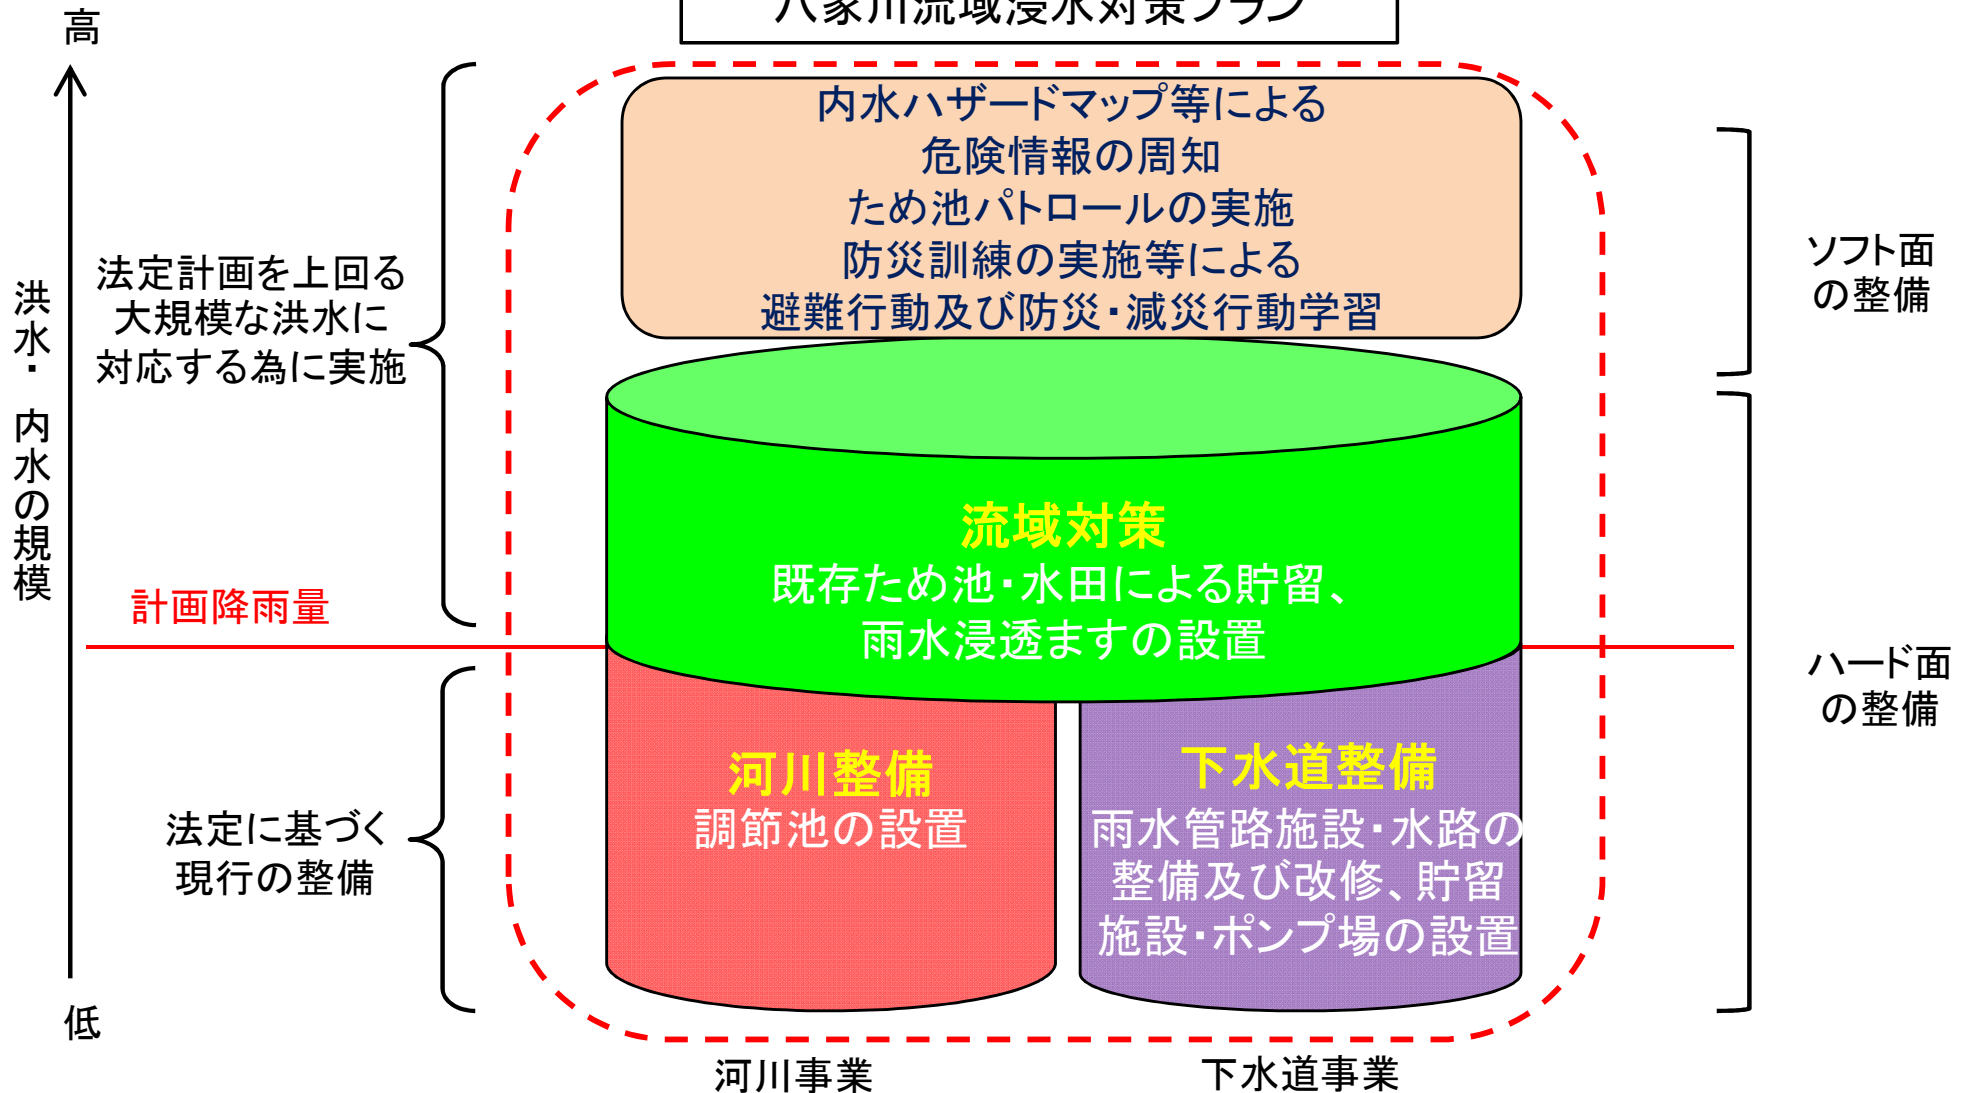 八家川流域浸水対策プラン
高
内水ハザードマップ等による
危険情報の周知
ため池パトロールの実施
防災訓練の実施等による
避難行動及び防災・減災行動学習
法定計画を上回る
大規模な洪水に
対応する為に実施
ソフト面
の整備
洪水・内水の規模
流域対策
既存ため池・水田による貯留、
雨水浸透ますの設置
計画降雨量
ハード面
の整備
河川整備
調節池の設置
下水道整備
雨水管路施設・水路の
整備及び改修、貯留
施設・ポンプ場の設置
法定に基づく
現行の整備
低
河川事業
下水道事業